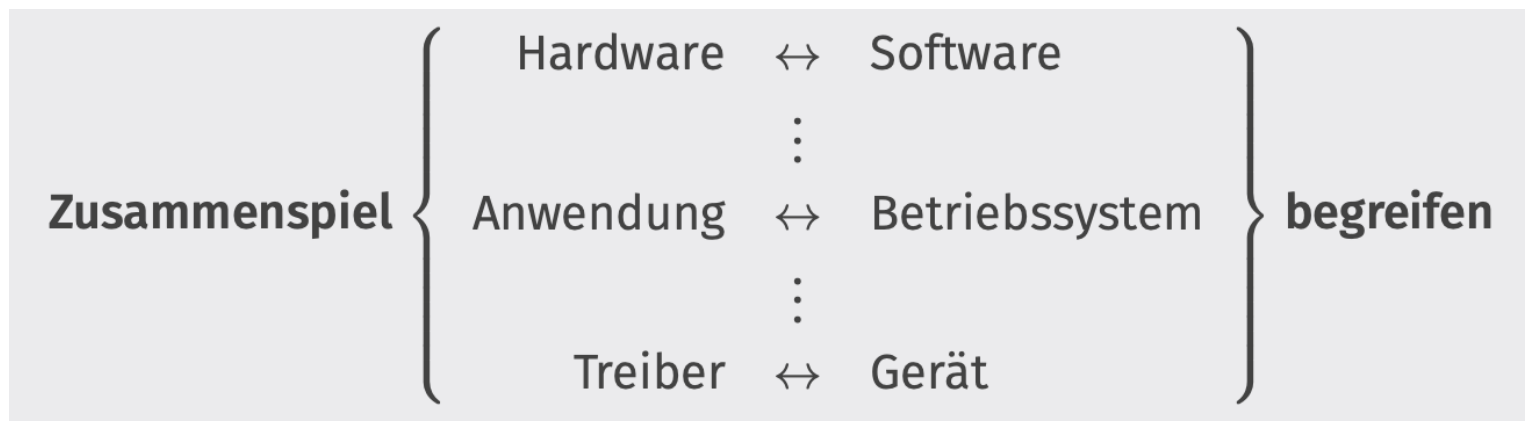 Hardware ↔ Software
⋮
Zusammenspiel { Anwendung ↔ Betriebssystem } begreifen
⋮
Treiber ↔ Gerät